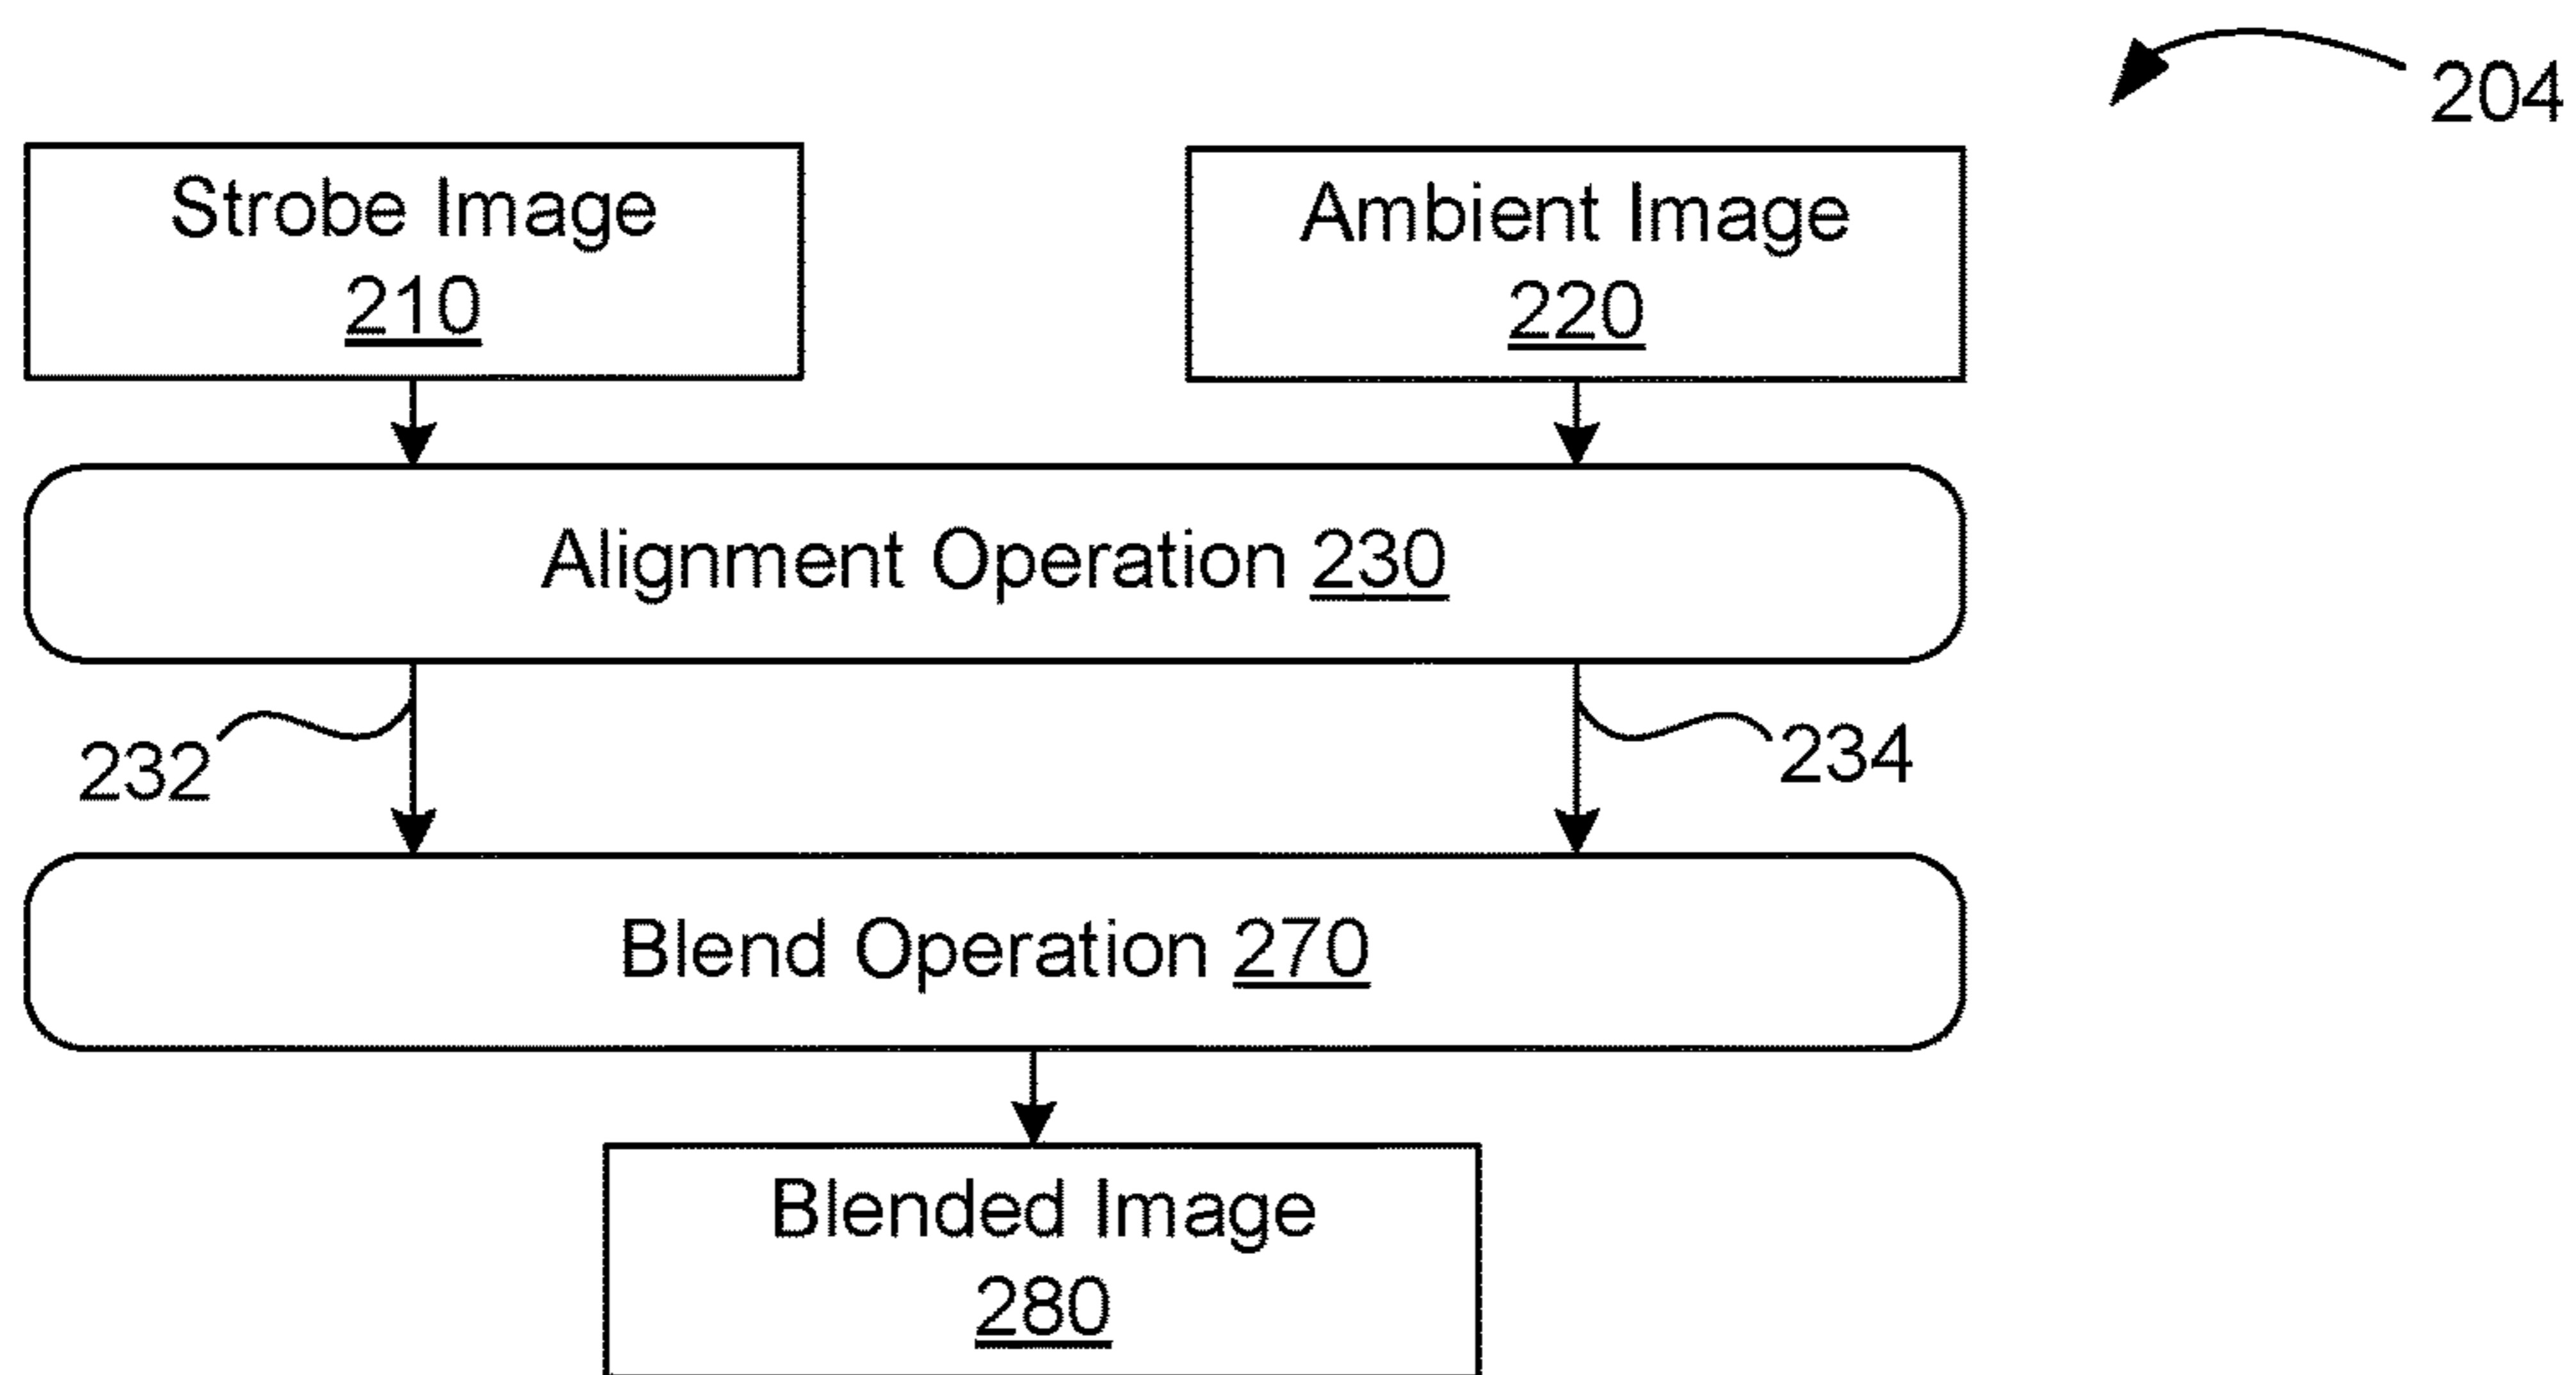 204
Strobe Image
210
Ambient Image
220
Alignment Operation 230
232
234
Blend Operation 270
Blended Image
280